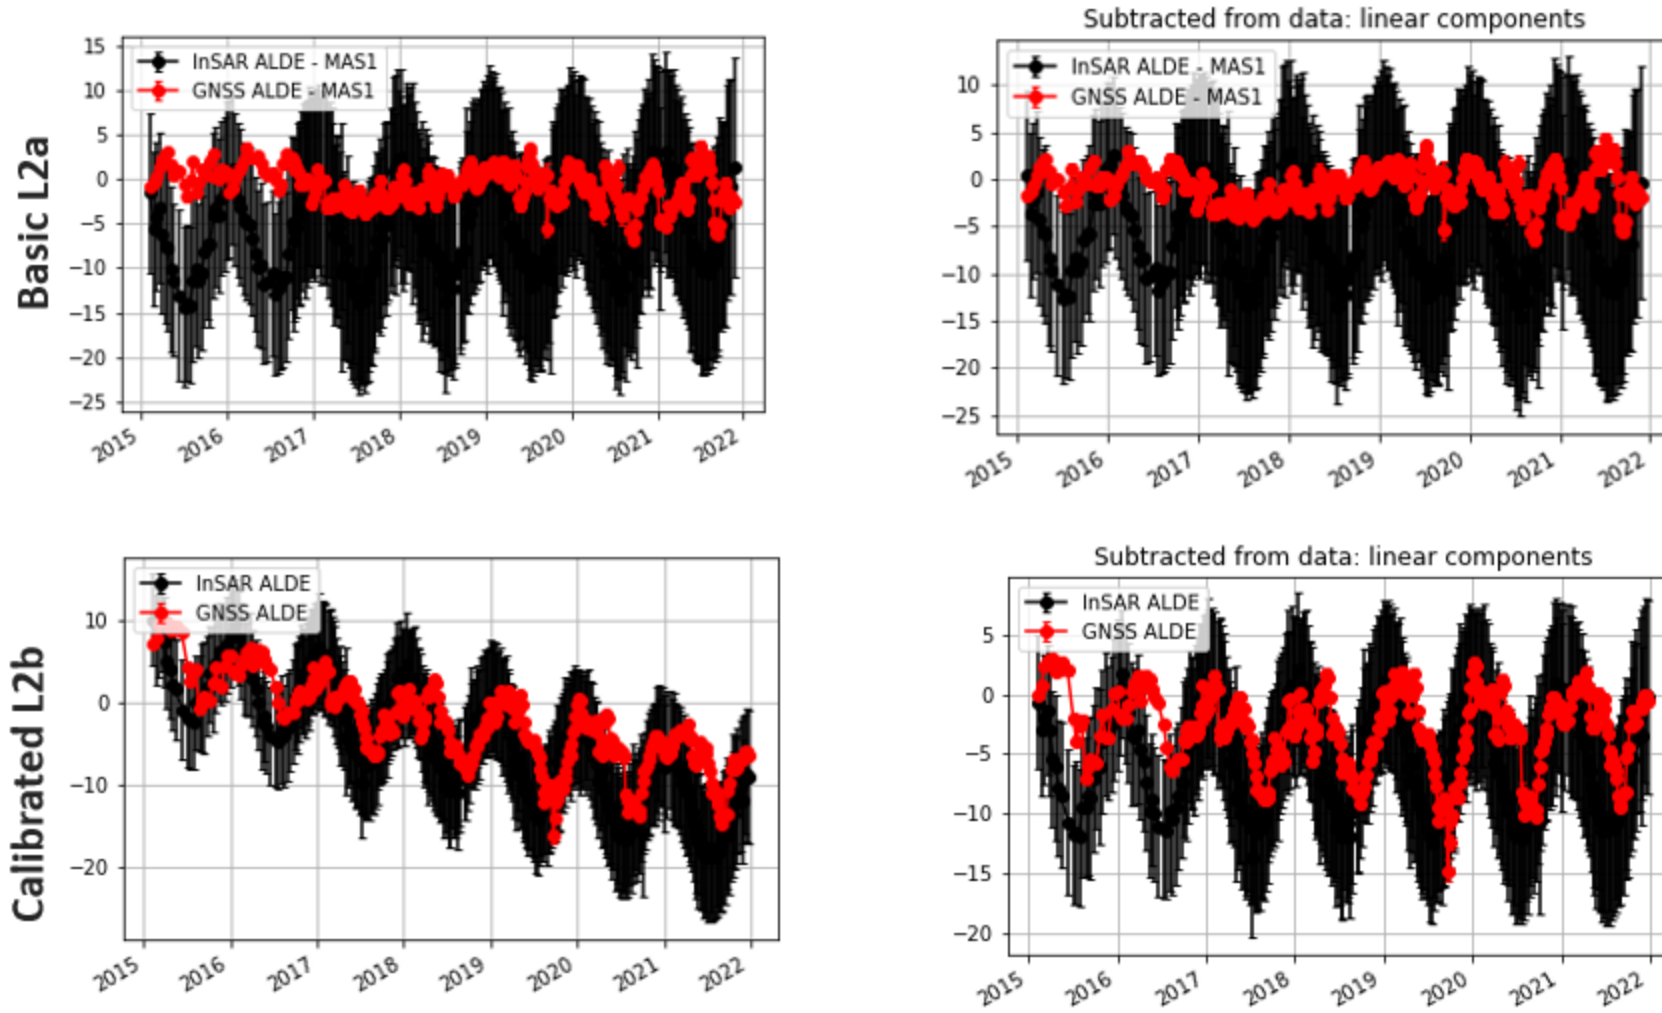 Basic L2a
InSAR ALDE - MAS1
GNSS ALDE - MAS1
15
10
5
0
−5
−10
−15
−20
−25
2015 2016 2017 2018 2019 2020 2021 2022
Subtracted from data: linear components
InSAR ALDE - MAS1
GNSS ALDE - MAS1
10
5
0
−5
−10
−15
−20
−25
2015 2016 2017 2018 2019 2020 2021 2022
Calibrated L2b
InSAR ALDE
GNSS ALDE
10
0
−10
−20
2015 2016 2017 2018 2019 2020 2021 2022
Subtracted from data: linear components
InSAR ALDE
GNSS ALDE
5
0
−5
−10
−15
−20
2015 2016 2017 2018 2019 2020 2021 2022